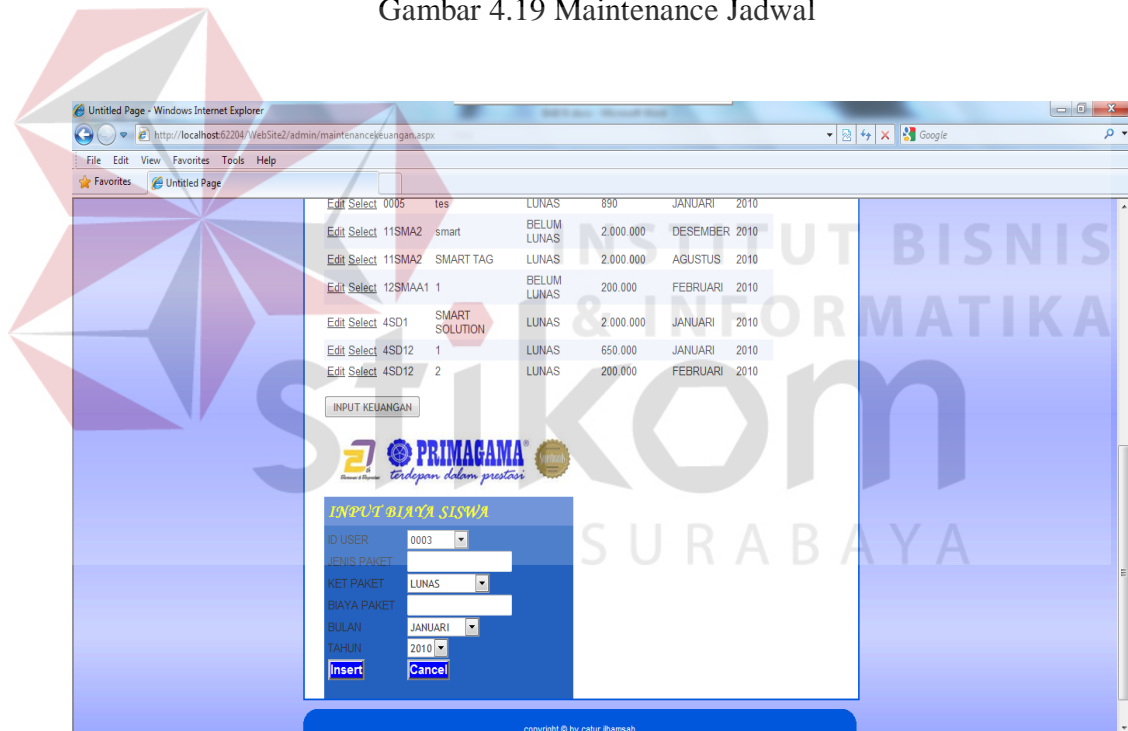 Gambar 4.19 Maintenance Jadwal
Untitled Page - Windows Internet Explorer
http://localhost:62204/WebSite2/admin/maintenancekeuangan.aspx
Google
File Edit View Favorites Tools Help
Favorites Untitled Page
Edit Select 0005 tes LUNAS 890 JANUARI 2010
Edit Select 11SMA2 smart BELUM LUNAS 2.000.000 DESEMBER 2010
Edit Select 11SMA2 SMART TAG LUNAS 2.000.000 AGUSTUS 2010
Edit Select 12SMAA1 1 BELUM LUNAS 200.000 FEBRUARI 2010
Edit Select 4SD1 SMART SOLUTION LUNAS 2.000.000 JANUARI 2010
Edit Select 4SD12 1 LUNAS 650.000 JANUARI 2010
Edit Select 4SD12 2 LUNAS 200.000 FEBRUARI 2010
INPUT KEUANGAN
PRIMAGAMA®
terdepan dalam prestasi
INPUT BIAYA SISWA
ID USER 0003
JENIS PAKET
KET PAKET LUNAS
BIAYA PAKET
BULAN JANUARI
TAHUN 2010
Insert Cancel
copyright © by catur ilhamsah
INSTITUT BISNIS
& INFORMATIKA
stikom
SURABAYA